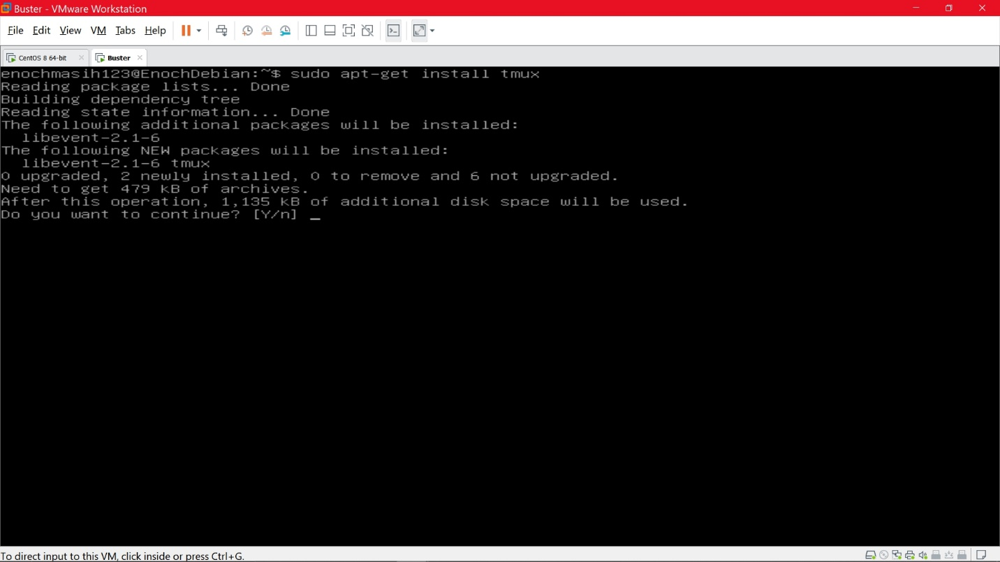 Buster - VMware Workstation
File Edit View VM Tabs Help
CentOS 8 64-bit Buster
enochmasih123@EnochDebian:~$ sudo apt-get install tmux
Reading package lists... Done
Building dependency tree
Reading state information... Done
The following additional packages will be installed:
libevent-2.1-6
The following NEW packages will be installed:
libevent-2.1-6 tmux
0 upgraded, 2 newly installed, 0 to remove and 6 not upgraded.
Need to get 479 kB of archives.
After this operation, 1,135 kB of additional disk space will be used.
Do you want to continue? [Y/n] _
To direct input to this VM, click inside or press Ctrl+G.